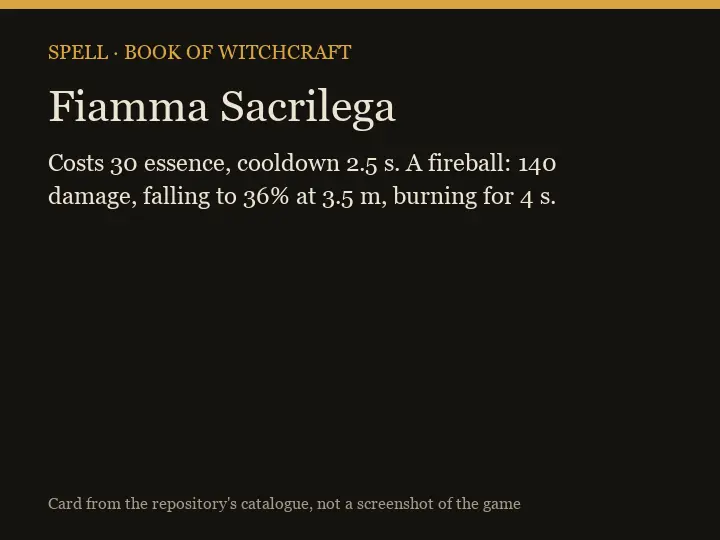 SPELL · BOOK OF WITCHCRAFT
Fiamma Sacrilega
Costs 30 essence, cooldown 2.5 s. A fireball: 140
damage, falling to 36% at 3.5 m, burning for 4 s.
Card from the repository's catalogue, not a screenshot of the game